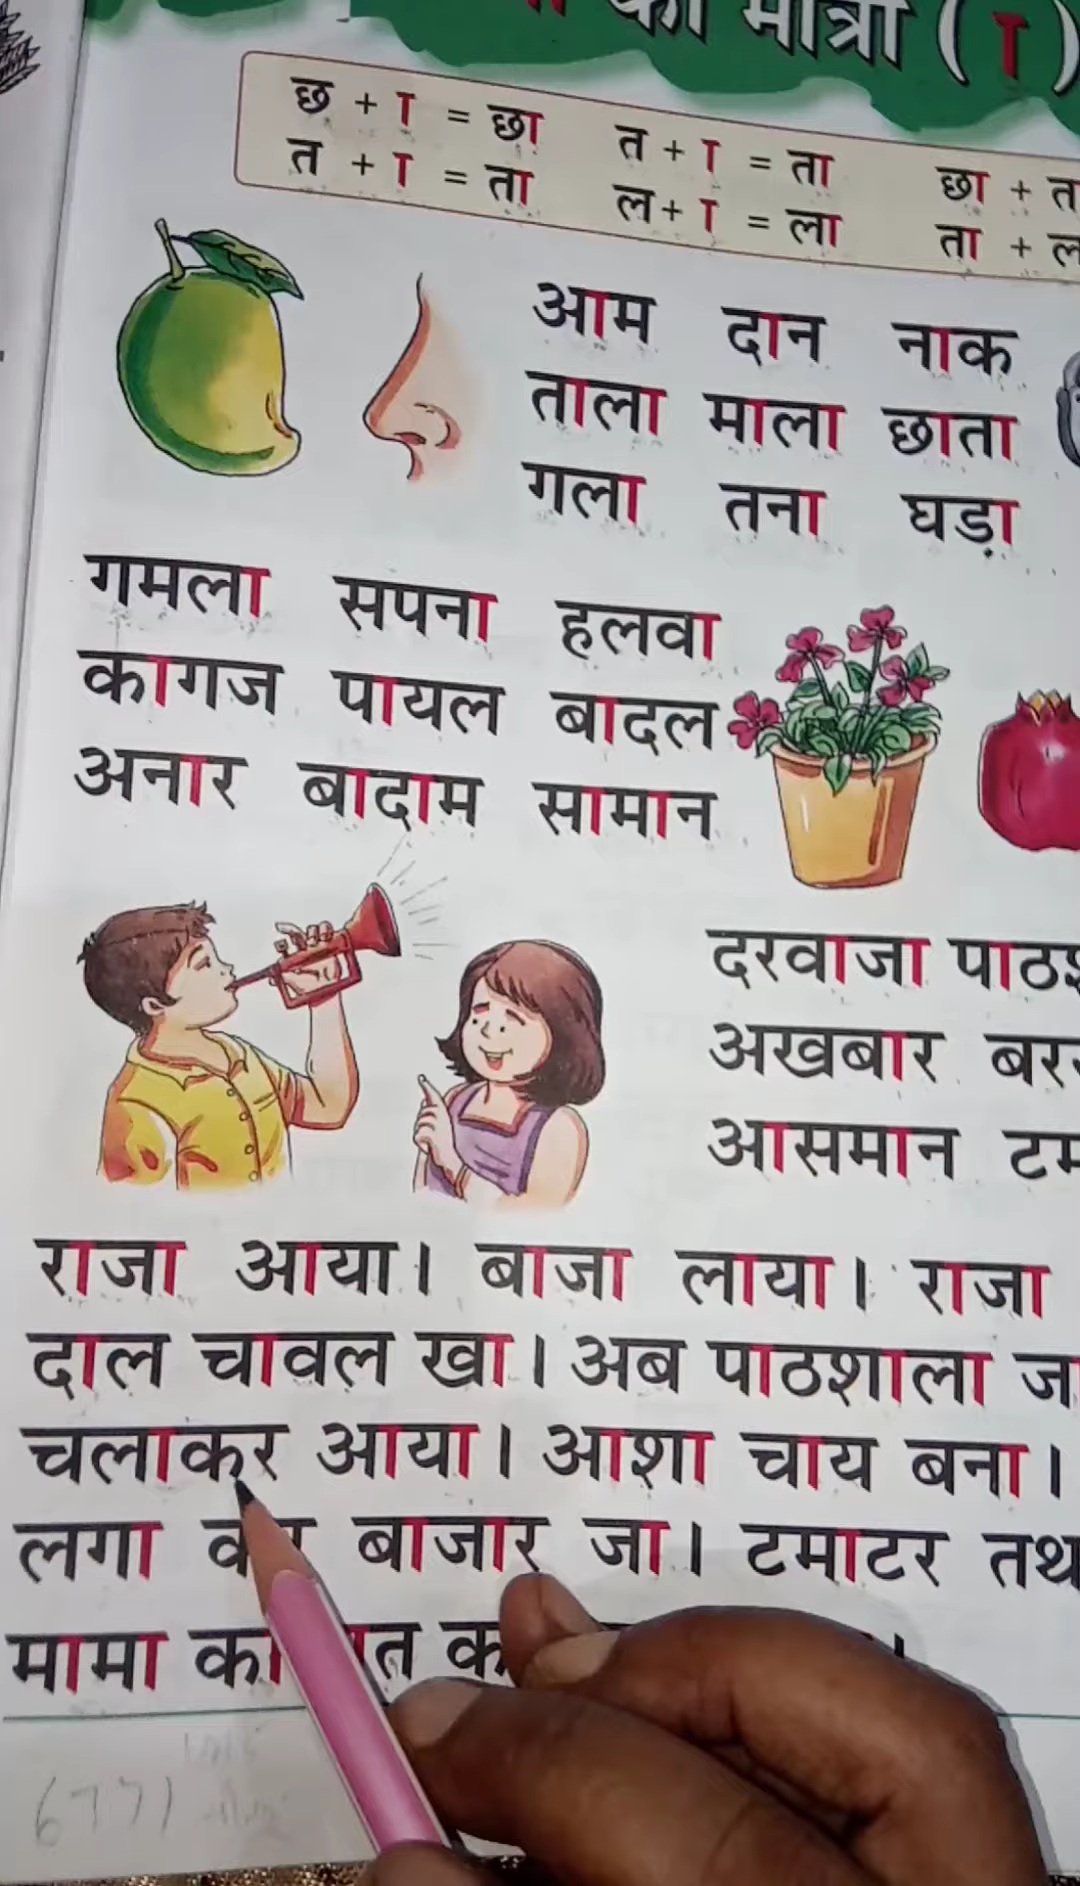 की मात्रा ( ा )
छ + ा = छा त + ा = ता छा + त
त + ा = ता ल + ा = ला ता + ल
आम दान नाक
ताला माला छाता
गला तना घड़ा
गमला सपना हलवा
कागज पायल बादल
अनार बादाम सामान
दरवाजा
अखबार
आसमान
राजा आया। बाजा लाया। राजा
दाल चावल खा। अब पाठशाला
चलाकर आया। आशा चाय बना।
लगा बाजार जा। टमाटर
मामा